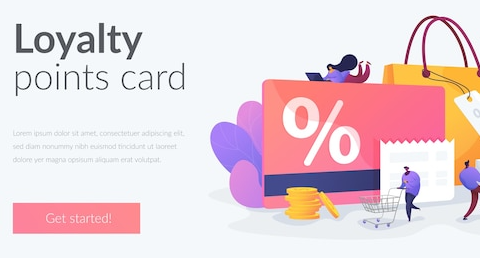 Loyalty
points card
Lorem ipsum dolor sit amet, consectetuer adipiscing elit,
sed diam nonummy nibh euismod tincidunt ut laoreet
dolore yer magna opsium aliquam erat volutpat.
Get started!
%
%